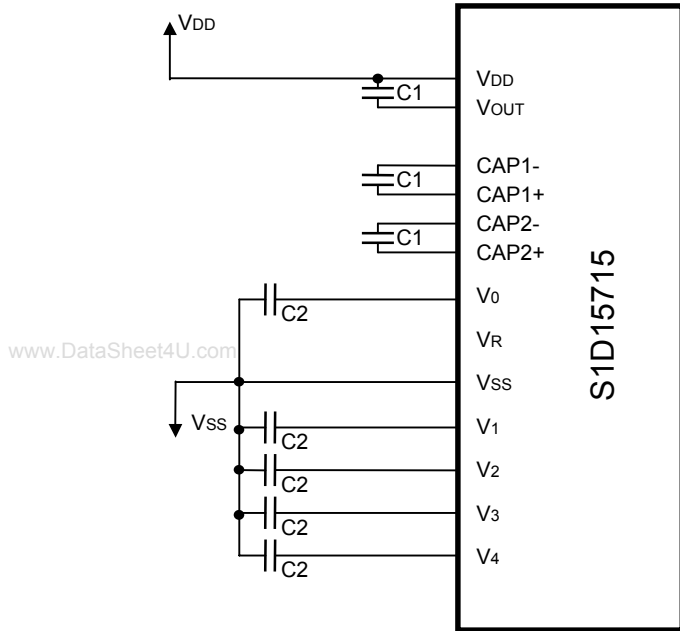 VDD
VDD
C1
VOUT
CAP1-
C1
CAP1+
CAP2-
C1
CAP2+
V0
C2
VR
www.DataSheet4U.com
VSS
VSS
V1
C2
V2
C2
V3
C2
V4
C2
S1D15715